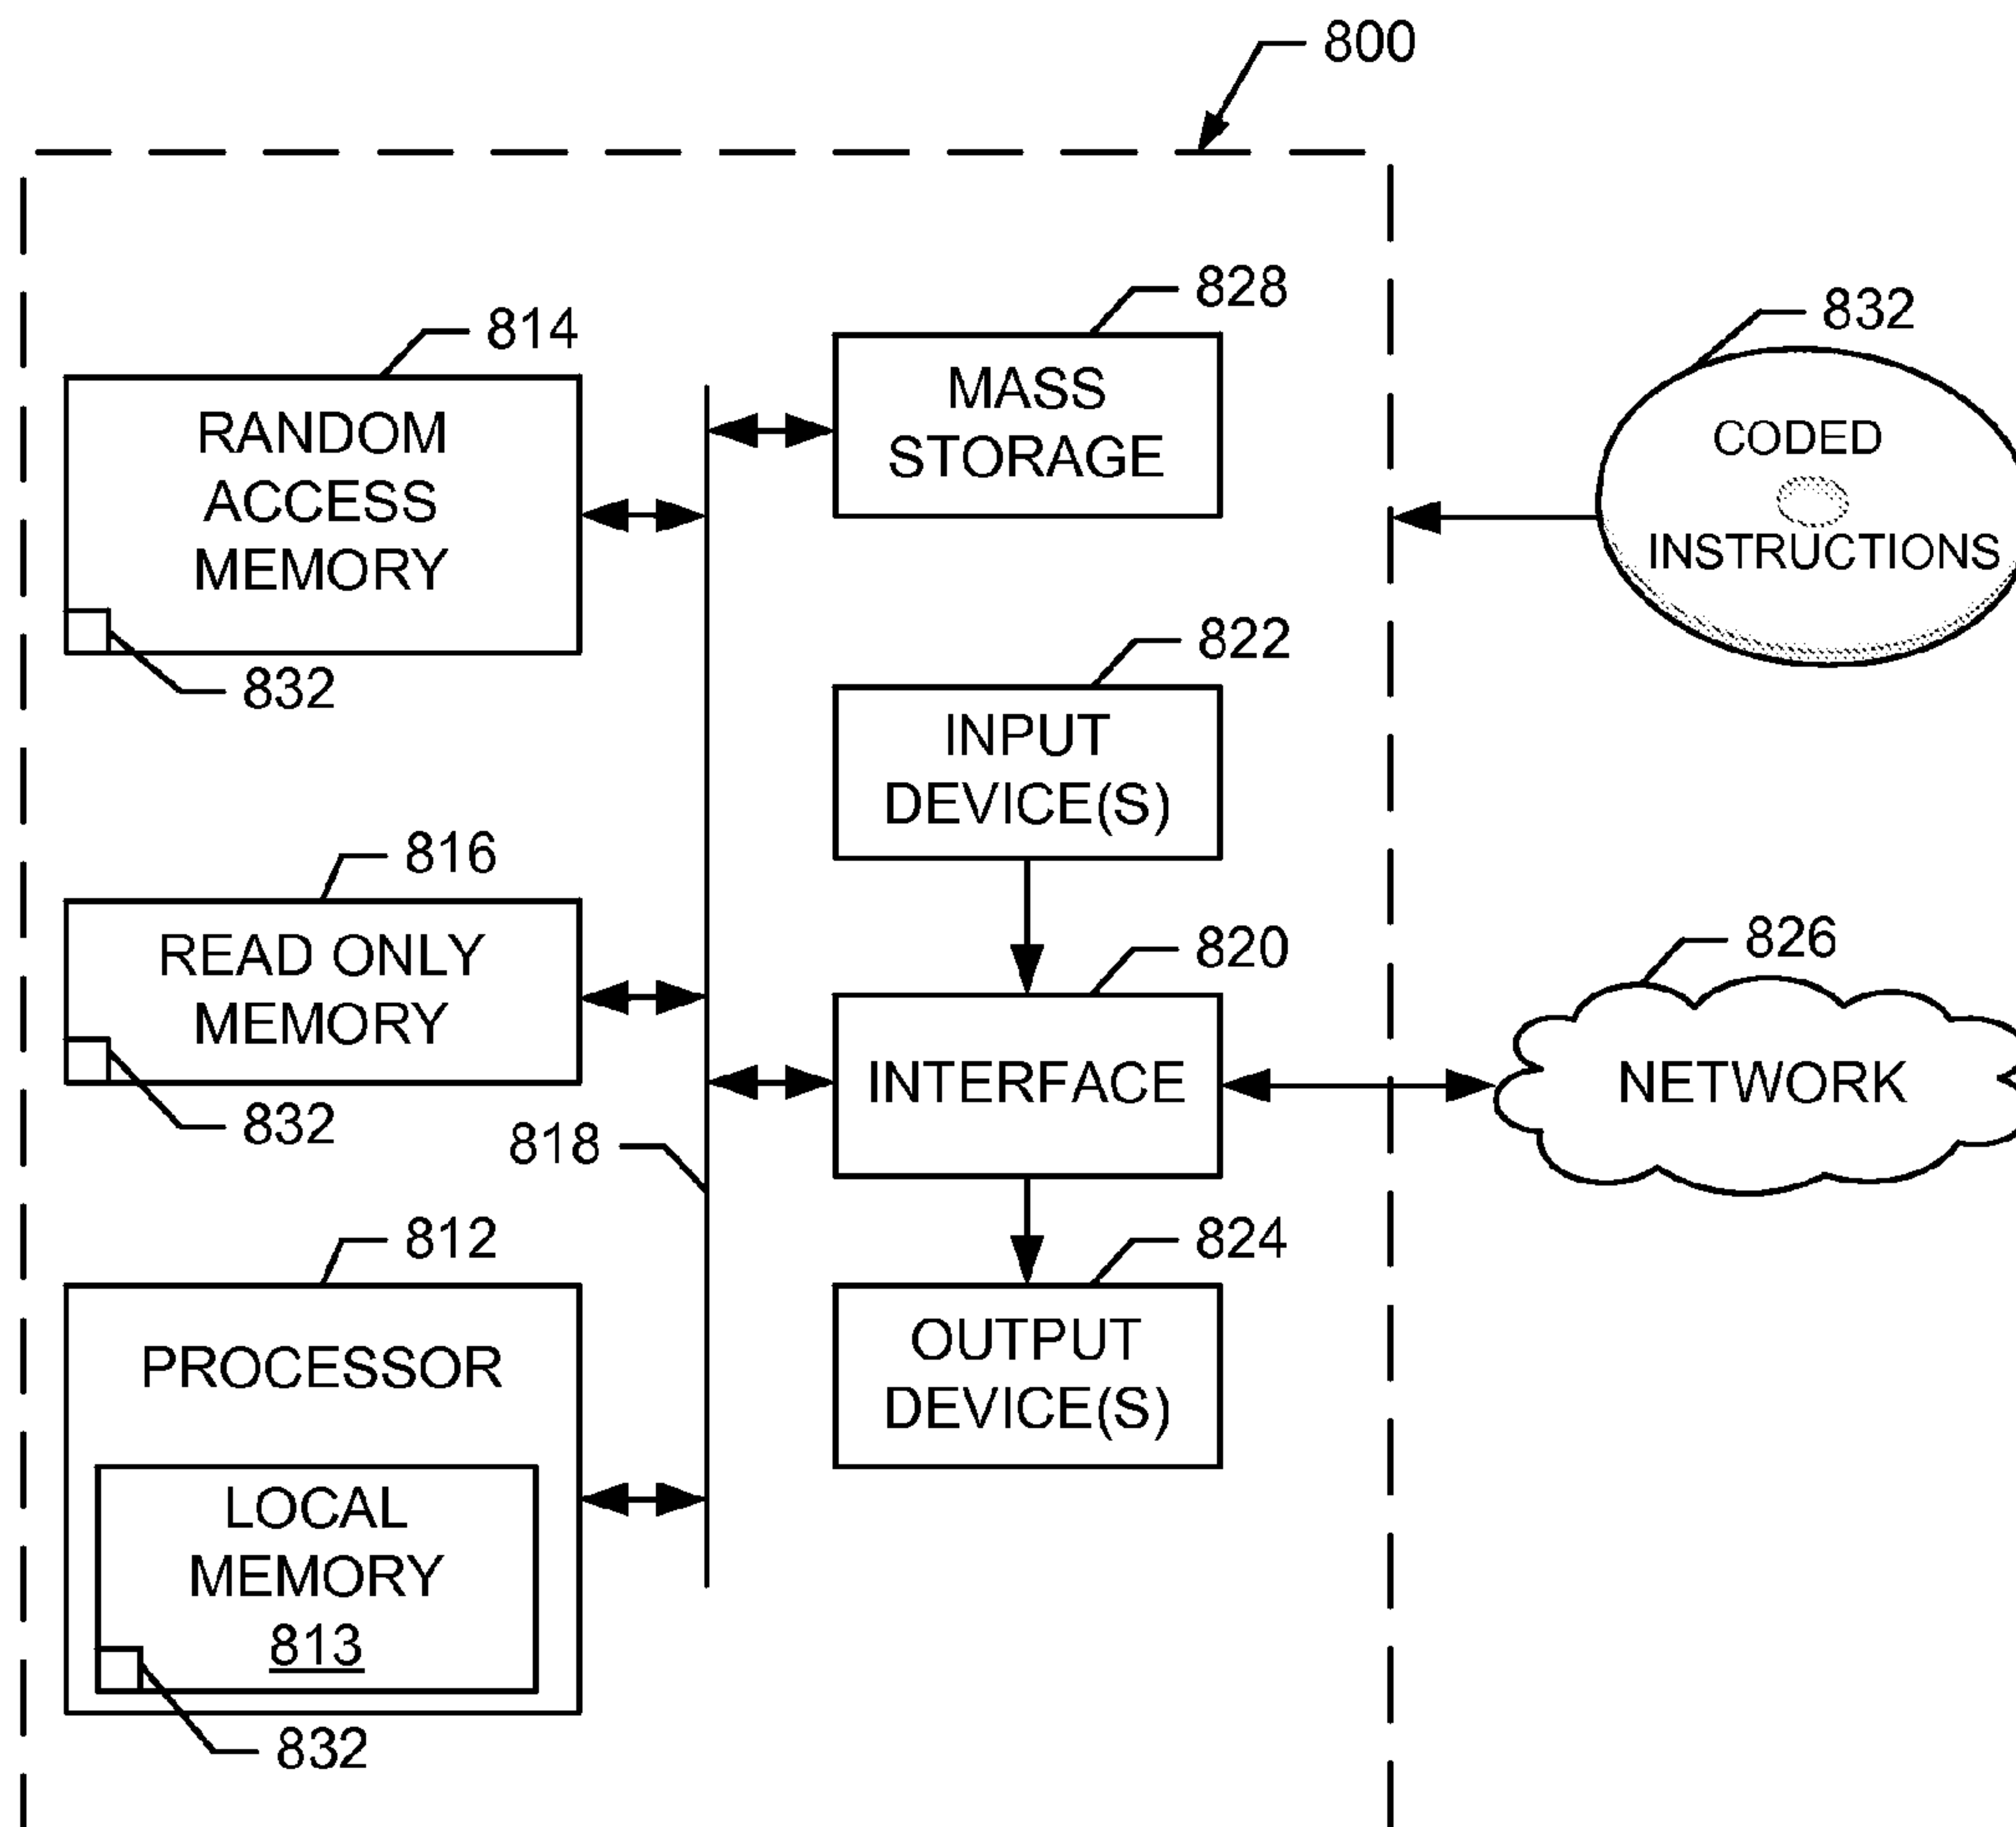 800
828
MASS
STORAGE
814
RANDOM
ACCESS
MEMORY
832
832
CODED
INSTRUCTIONS
822
INPUT
DEVICE(S)
816
READ ONLY
MEMORY
832
820
INTERFACE
826
NETWORK
818
812
PROCESSOR
LOCAL
MEMORY
813
832
824
OUTPUT
DEVICE(S)